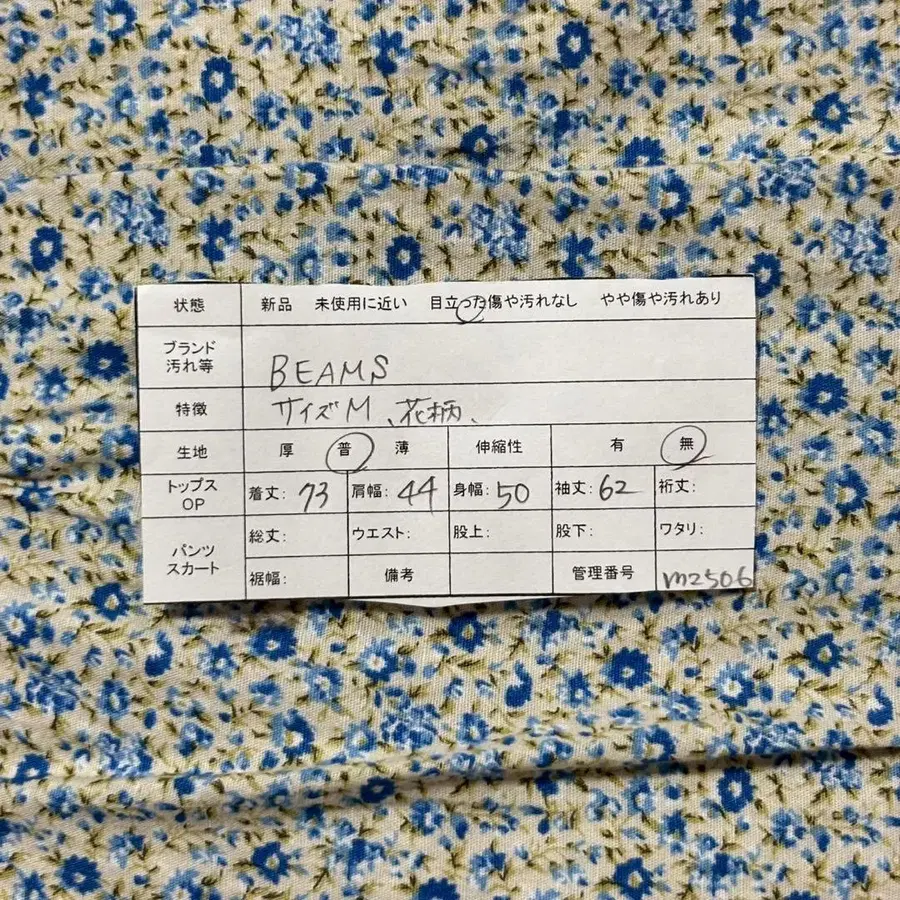 状態 新品 未使用に近い 目立った傷や汚れなし やや傷や汚れあり
ブランド
汚れ等 BEAMS
特徴 サイズM、花柄、
生地 厚 普 薄 伸縮性 有 無
トップス
OP 着丈: 73 肩幅: 44 身幅: 50 袖丈: 62 裄丈:
パンツ
スカート 総丈: ウエスト: 股上: 股下: ワタリ:
裾幅: 備考 管理番号 m2506